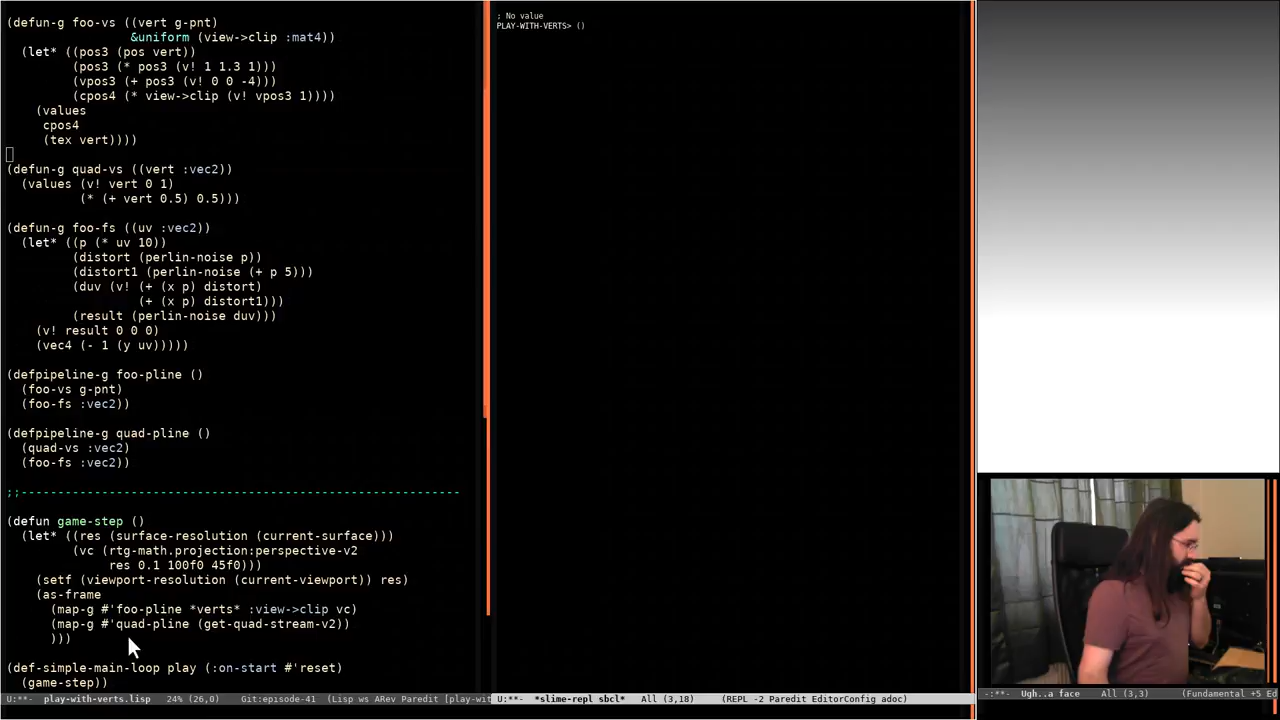 (defun-g foo-vs ((vert g-pnt)
&uniform (view->clip :mat4))
(let* ((pos3 (pos vert))
(pos3 (* pos3 (v! 1 1.3 1)))
(vpos3 (+ pos3 (v! 0 0 -4)))
(cpos4 (* view->clip (v! vpos3 1))))
(values
cpos4
(tex vert))))
(defun-g quad-vs ((vert :vec2))
(values (v! vert 0 1)
(* (+ vert 0.5) 0.5)))
(defun-g foo-fs ((uv :vec2))
(let* ((p (* uv 10))
(distort (perlin-noise p))
(distort1 (perlin-noise (+ p 5)))
(duv (v! (+ (x p) distort)
(+ (x p) distort1)))
(result (perlin-noise duv)))
(v! result 0 0 0)
(vec4 (- 1 (y uv)))))
(defpipeline-g foo-pline ()
(foo-vs g-pnt)
(foo-fs :vec2))
(defpipeline-g quad-pline ()
(quad-vs :vec2)
(foo-fs :vec2))
;;------------------------------------------------------------
(defun game-step ()
(let* ((res (surface-resolution (current-surface)))
(vc (rtg-math.projection:perspective-v2
res 0.1 100f0 45f0)))
(setf (viewport-resolution (current-viewport)) res)
(as-frame
(map-g #'foo-pline *verts* :view->clip vc)
(map-g #'quad-pline (get-quad-stream-v2))
)))
(def-simple-main-loop play (:on-start #'reset)
(game-step))
U:**- play-with-verts.lisp 24% (26,0) Git:episode-41 (Lisp ws ARev Paredit [play-wit
; No value
PLAY-WITH-VERTS> ()
U:**- *slime-repl sbcl* All (3,18) (REPL -2 Paredit EditorConfig adoc)
-:**- Ugh..a face All (3,3) (Fundamental +5 Ed